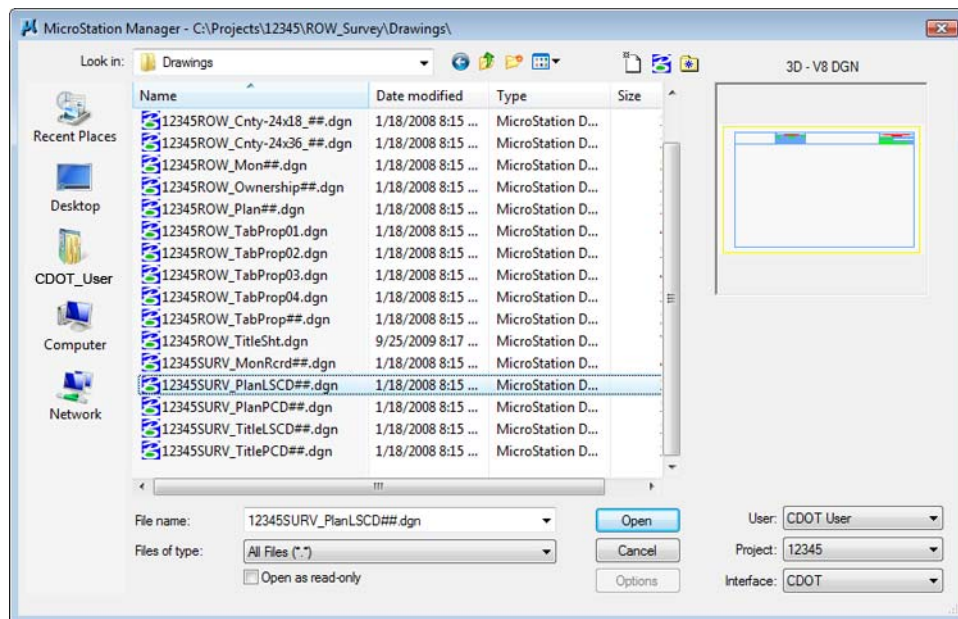 MicroStation Manager - C:\Projects\12345\ROW_Survey\Drawings\
Look in: Drawings
3D - V8 DGN
Name Date modified Type Size
12345ROW_Cnty-24x18_##.dgn 1/18/2008 8:15 ... MicroStation D...
12345ROW_Cnty-24x36_##.dgn 1/18/2008 8:15 ... MicroStation D...
12345ROW_Mon##.dgn 1/18/2008 8:15 ... MicroStation D...
12345ROW_Ownership##.dgn 1/18/2008 8:15 ... MicroStation D...
12345ROW_Plan##.dgn 1/18/2008 8:15 ... MicroStation D...
12345ROW_TabProp01.dgn 1/18/2008 8:15 ... MicroStation D...
12345ROW_TabProp02.dgn 1/18/2008 8:15 ... MicroStation D...
12345ROW_TabProp03.dgn 1/18/2008 8:15 ... MicroStation D...
12345ROW_TabProp04.dgn 1/18/2008 8:15 ... MicroStation D...
12345ROW_TabProp##.dgn 1/18/2008 8:15 ... MicroStation D...
12345ROW_TitleSht.dgn 9/25/2009 8:17 ... MicroStation D...
12345SURV_MonRcrd##.dgn 1/18/2008 8:15 ... MicroStation D...
12345SURV_PlanLSCD##.dgn 1/18/2008 8:15 ... MicroStation D...
12345SURV_PlanPCD##.dgn 1/18/2008 8:15 ... MicroStation D...
12345SURV_TitleLSCD##.dgn 1/18/2008 8:15 ... MicroStation D...
12345SURV_TitlePCD##.dgn 1/18/2008 8:15 ... MicroStation D...
Recent Places
Desktop
CDOT_User
Computer
Network
File name: 12345SURV_PlanLSCD##.dgn Open
Files of type: All Files (*.*) Cancel
Open as read-only Options
User: CDOT User
Project: 12345
Interface: CDOT